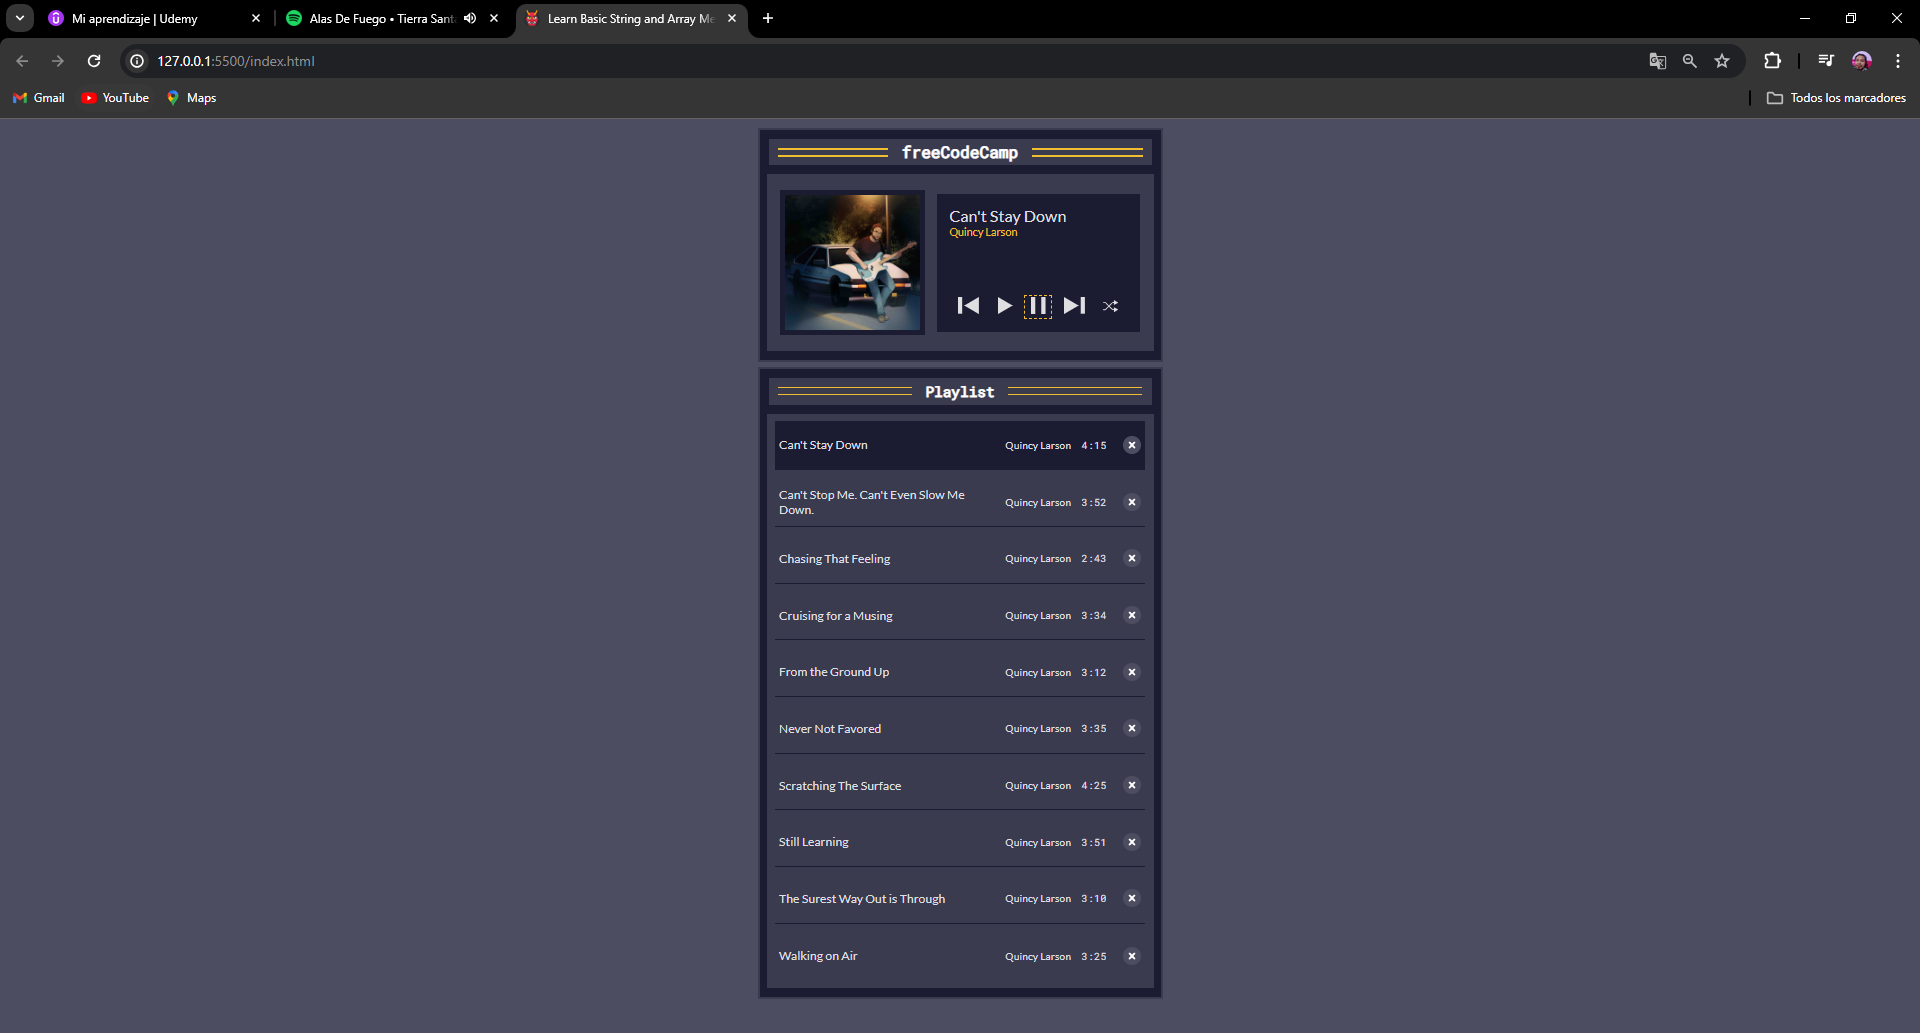 Mi aprendizaje | Udemy
Alas De Fuego • Tierra Sant
Learn Basic String and Array Me
127.0.0.1:5500/index.html
Gmail
YouTube
Maps
Todos los marcadores
freeCodeCamp
Can't Stay Down
Quincy Larson
Playlist
Can't Stay Down Quincy Larson 4:15
Can't Stop Me. Can't Even Slow Me
Down. Quincy Larson 3:52
Chasing That Feeling Quincy Larson 2:43
Cruising for a Musing Quincy Larson 3:34
From the Ground Up Quincy Larson 3:12
Never Not Favored Quincy Larson 3:35
Scratching The Surface Quincy Larson 4:25
Still Learning Quincy Larson 3:51
The Surest Way Out is Through Quincy Larson 3:10
Walking on Air Quincy Larson 3:25